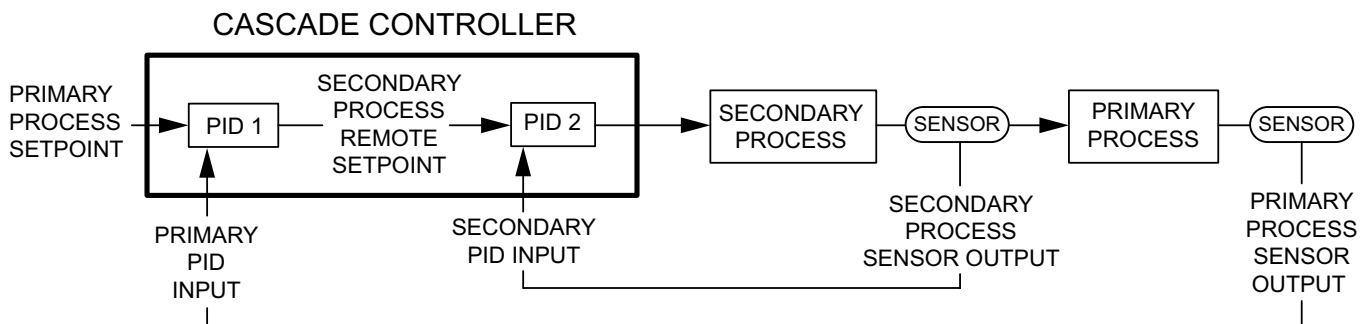 CASCADE CONTROLLER
PRIMARY
PROCESS
SETPOINT
PID 1
SECONDARY
PROCESS
REMOTE
SETPOINT
PID 2
SECONDARY
PROCESS
SENSOR
PRIMARY
PROCESS
SENSOR
PRIMARY
PID
INPUT
SECONDARY
PID INPUT
SECONDARY
PROCESS
SENSOR OUTPUT
PRIMARY
PROCESS
SENSOR
OUTPUT